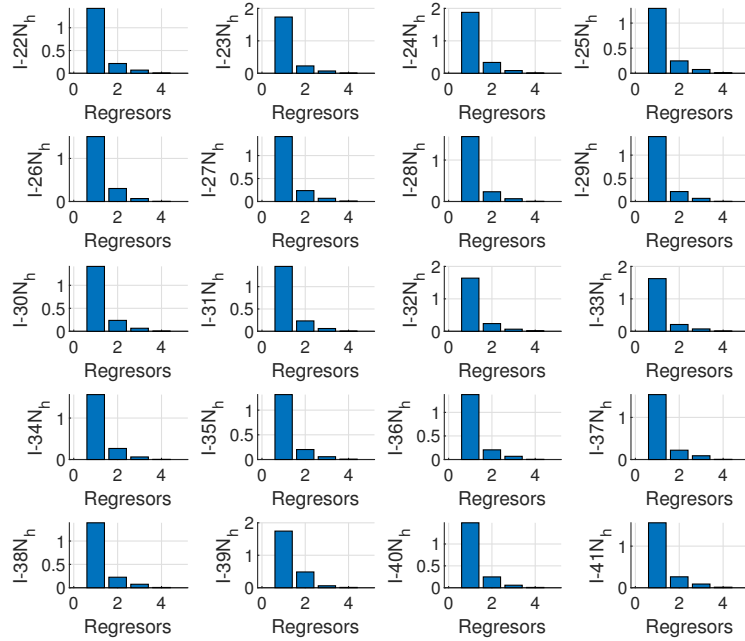 I-22N_h
1
0.5
0
0 2 4
Regresors
I-23N_h
2
1
0
0 2 4
Regresors
I-24N_h
2
1
0
0 2 4
Regresors
I-25N_h
1
0.5
0
0 2 4
Regresors
I-26N_h
1
0
0 2 4
Regresors
I-27N_h
1
0.5
0
0 2 4
Regresors
I-28N_h
1
0
0 2 4
Regresors
I-29N_h
1
0.5
0
0 2 4
Regresors
I-30N_h
1
0.5
0
0 2 4
Regresors
I-31N_h
1
0.5
0
0 2 4
Regresors
I-32N_h
2
1
0
0 2 4
Regresors
I-33N_h
2
1
0
0 2 4
Regresors
I-34N_h
1
0
0 2 4
Regresors
I-35N_h
1
0.5
0
0 2 4
Regresors
I-36N_h
1
0.5
0
0 2 4
Regresors
I-37N_h
1
0
0 2 4
Regresors
I-38N_h
1
0.5
0
0 2 4
Regresors
I-39N_h
2
1
0
0 2 4
Regresors
I-40N_h
1
0.5
0
0 2 4
Regresors
I-41N_h
1
0
0 2 4
Regresors